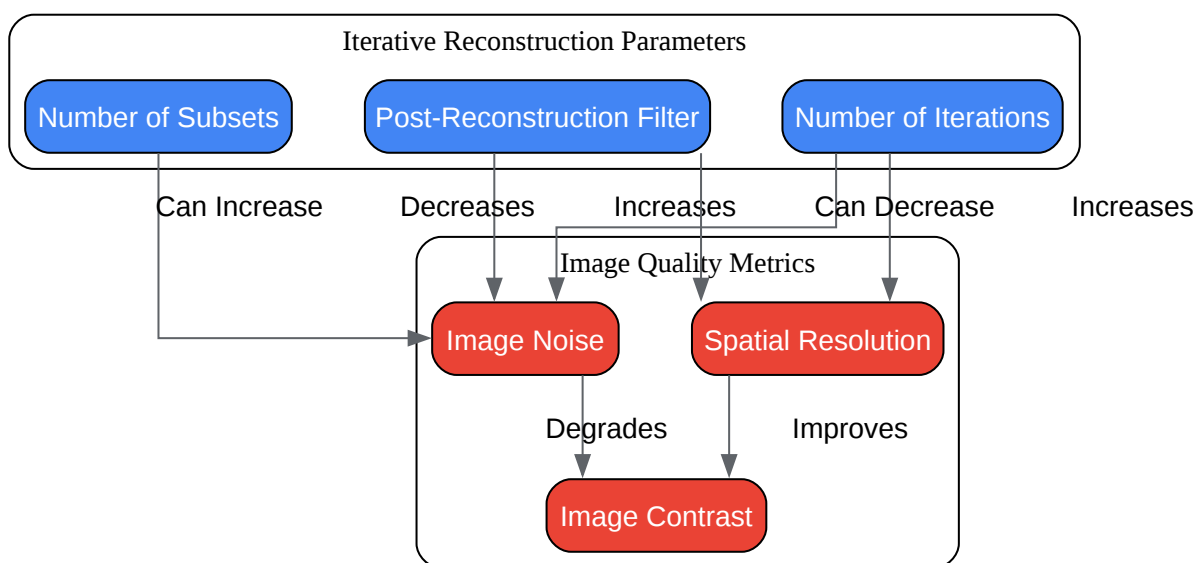 Iterative Reconstruction Parameters
Number of Subsets
Post-Reconstruction Filter
Number of Iterations
Can Increase
Decreases
Increases
Can Decrease
Increases
Image Quality Metrics
Image Noise
Spatial Resolution
Degrades
Improves
Image Contrast